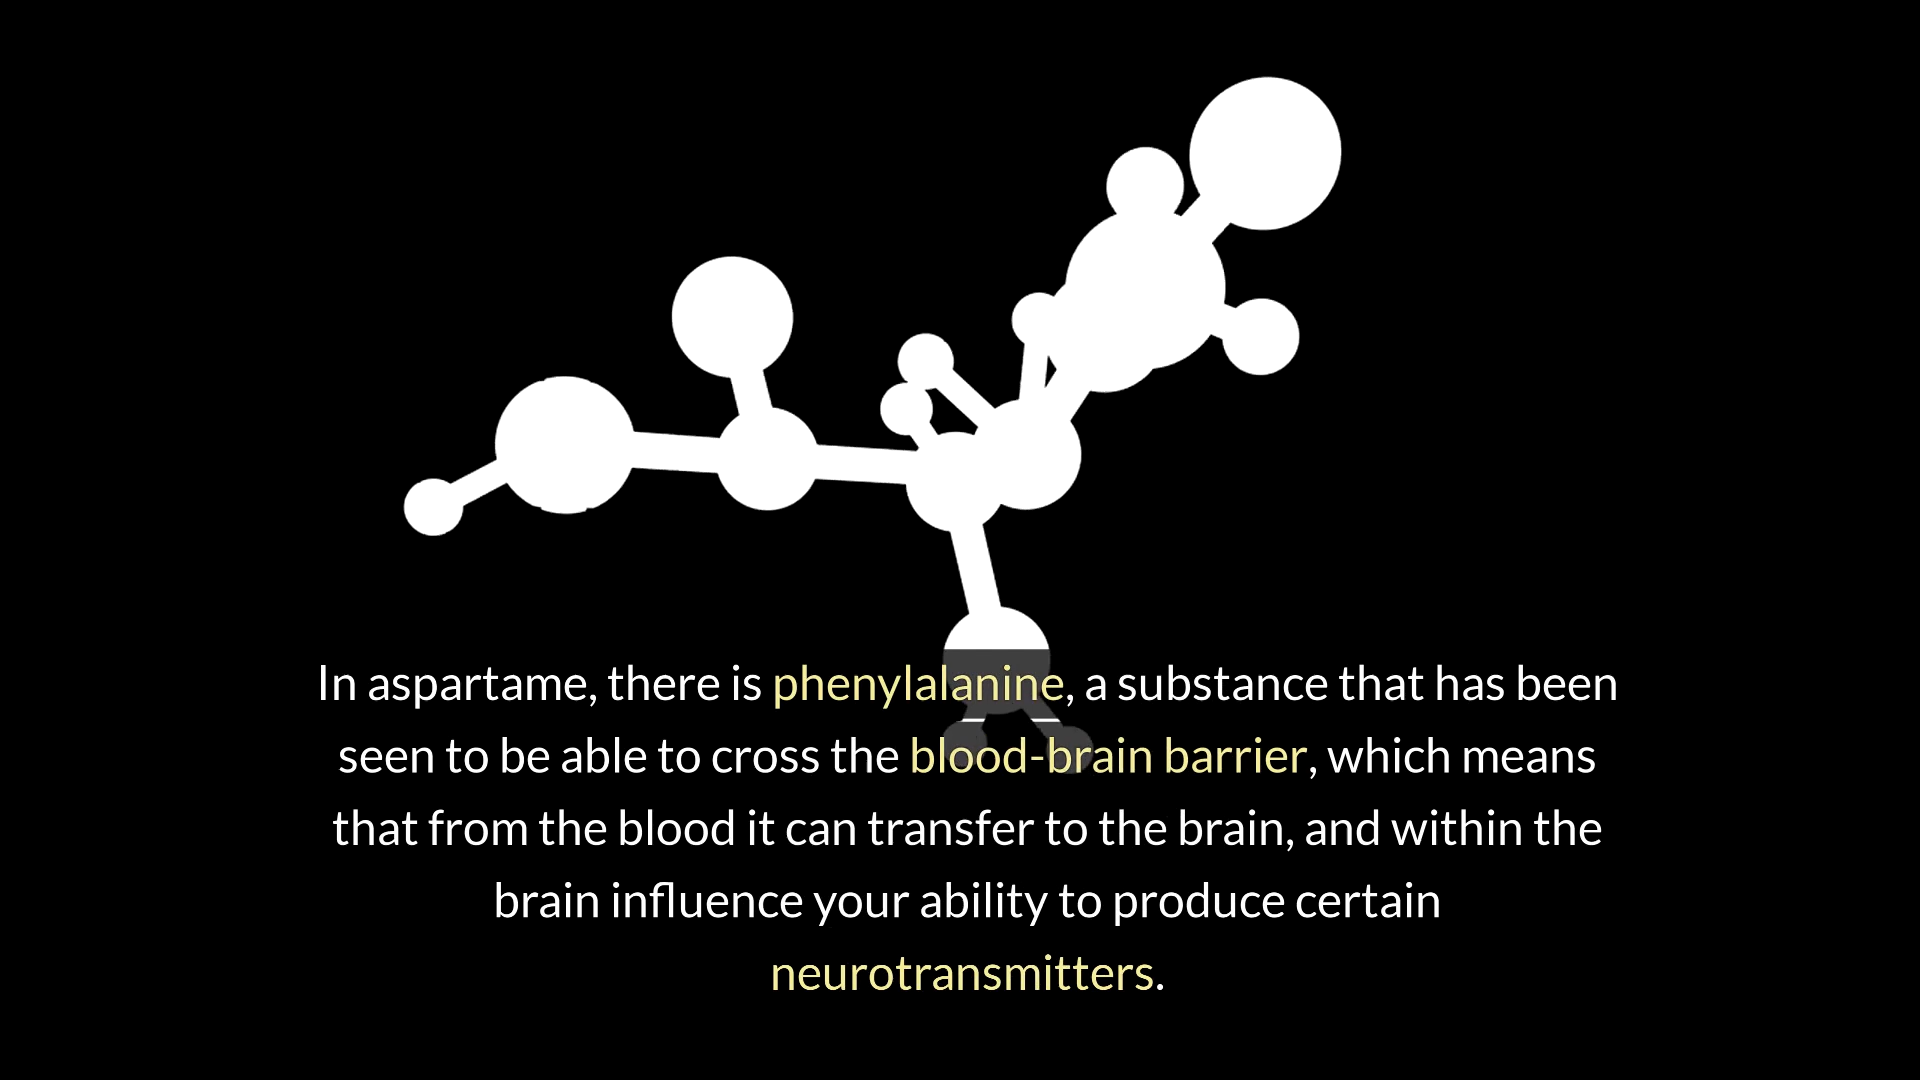 In aspartame, there is phenylalanine, a substance that has been
seen to be able to cross the blood-brain barrier, which means
that from the blood it can transfer to the brain, and within the
brain influence your ability to produce certain
neurotransmitters.